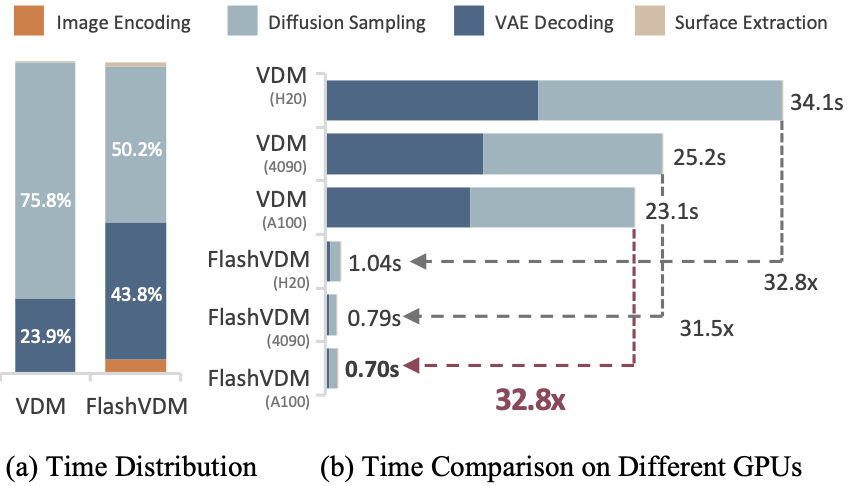 Image Encoding
Diffusion Sampling
VAE Decoding
Surface Extraction
75.8%
23.9%
50.2%
43.8%
VDM
FlashVDM
VDM
(H20)
34.1s
VDM
(4090)
25.2s
VDM
(A100)
23.1s
FlashVDM
(H20)
1.04s
32.8x
FlashVDM
(4090)
0.79s
31.5x
FlashVDM
(A100)
0.70s
32.8x
(a) Time Distribution
(b) Time Comparison on Different GPUs